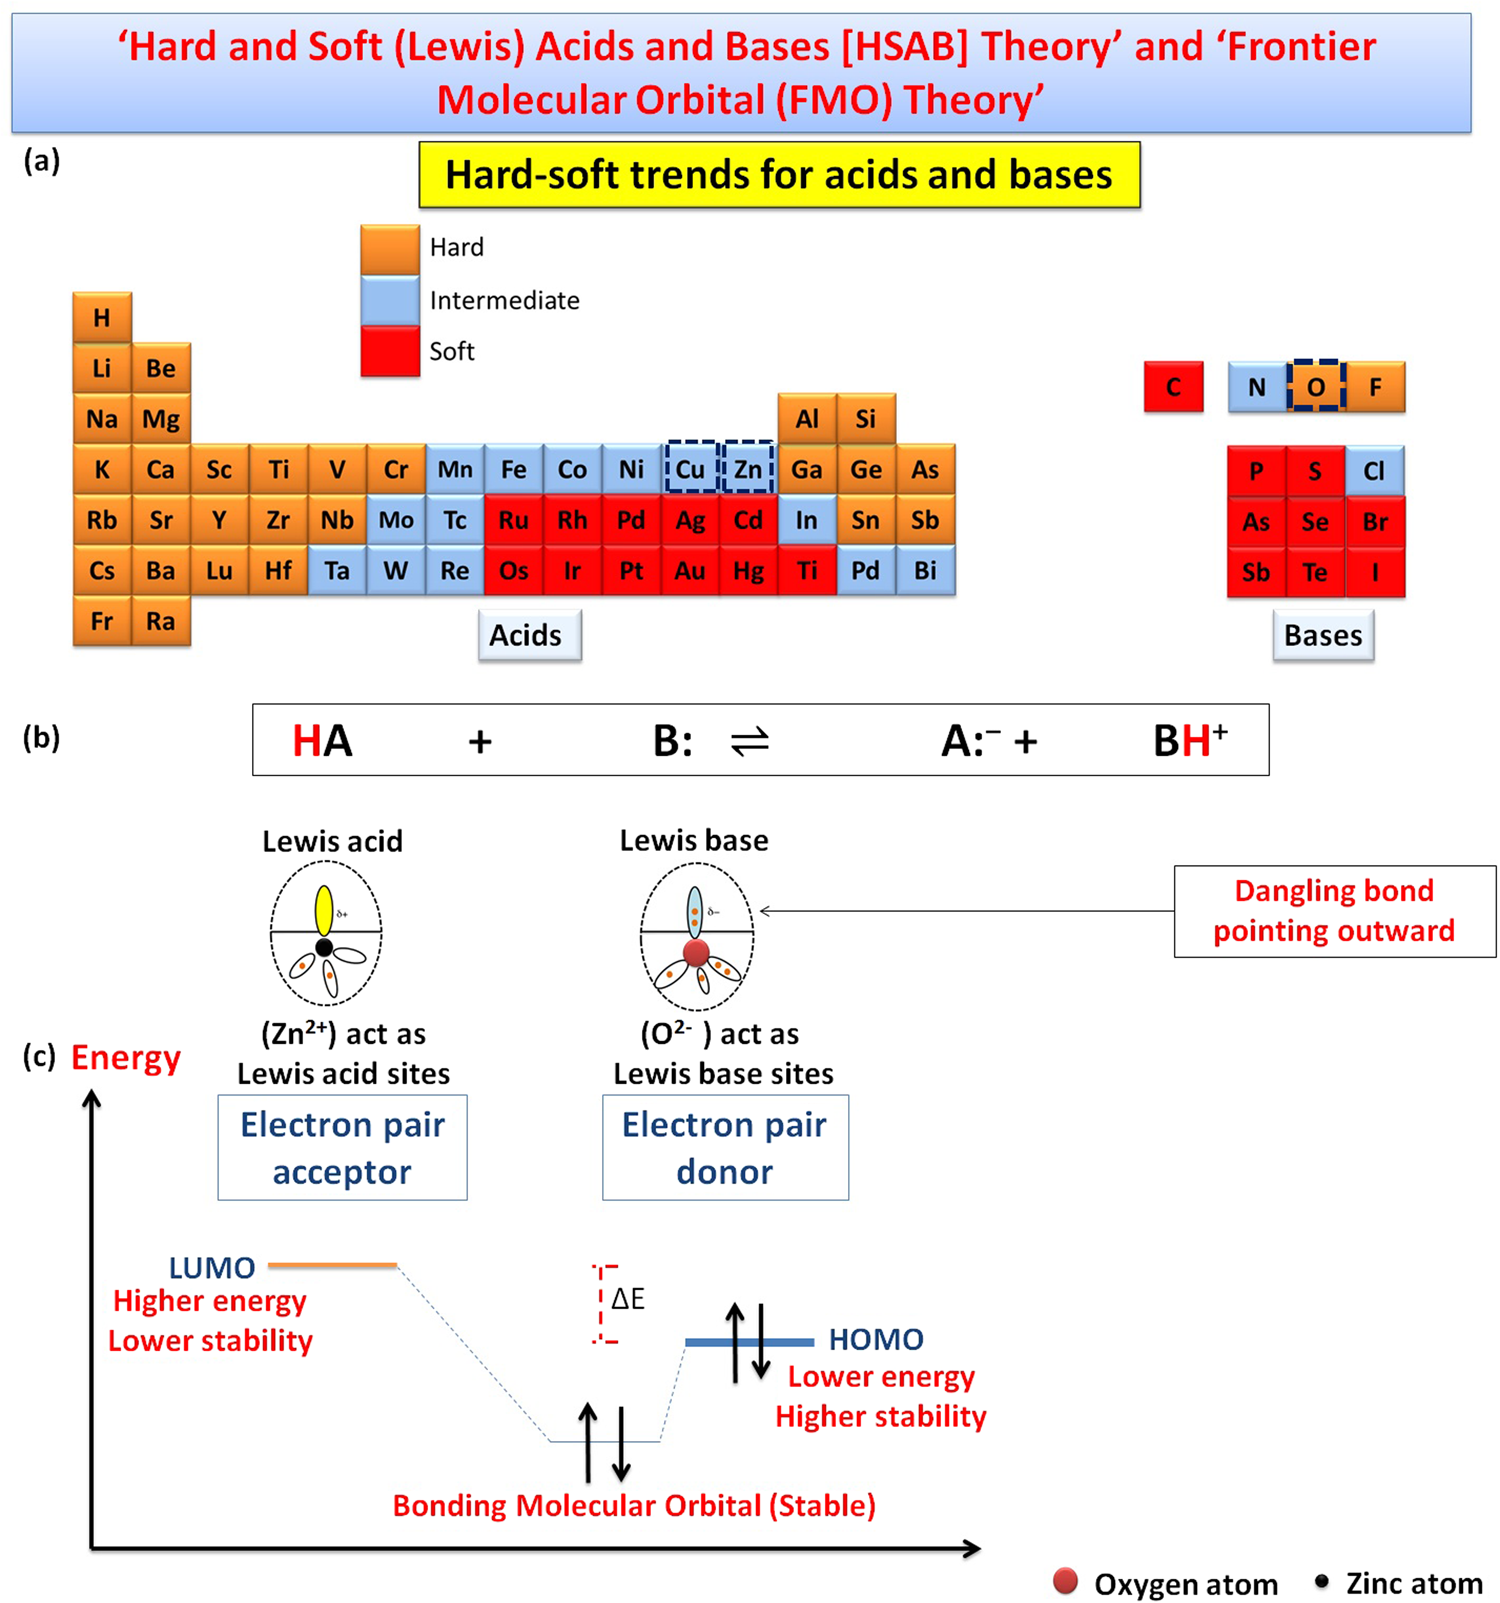 ‘Hard and Soft (Lewis) Acids and Bases [HSAB] Theory’ and ‘Frontier
Molecular Orbital (FMO) Theory’
(a)
Hard-soft trends for acids and bases
Hard
Intermediate
Soft
H
Li Be
Na Mg Al Si
K Ca Sc Ti V Cr Mn Fe Co Ni Cu Zn Ga Ge As
Rb Sr Y Zr Nb Mo Tc Ru Rh Pd Ag Cd In Sn Sb
Cs Ba Lu Hf Ta W Re Os Ir Pt Au Hg Ti Pd Bi
Fr Ra
Acids
C N O F
P S Cl
As Se Br
Sb Te I
Bases
(b)
HA + B: ⇌ A:⁻ + BH⁺
Lewis acid
δ+
(Zn²⁺) act as
Lewis acid sites
Electron pair
acceptor
Lewis base
δ−
(O²⁻ ) act as
Lewis base sites
Electron pair
donor
Dangling bond
pointing outward
(c)
Energy
LUMO
Higher energy
Lower stability
ΔE
HOMO
Lower energy
Higher stability
Bonding Molecular Orbital (Stable)
Oxygen atom
Zinc atom